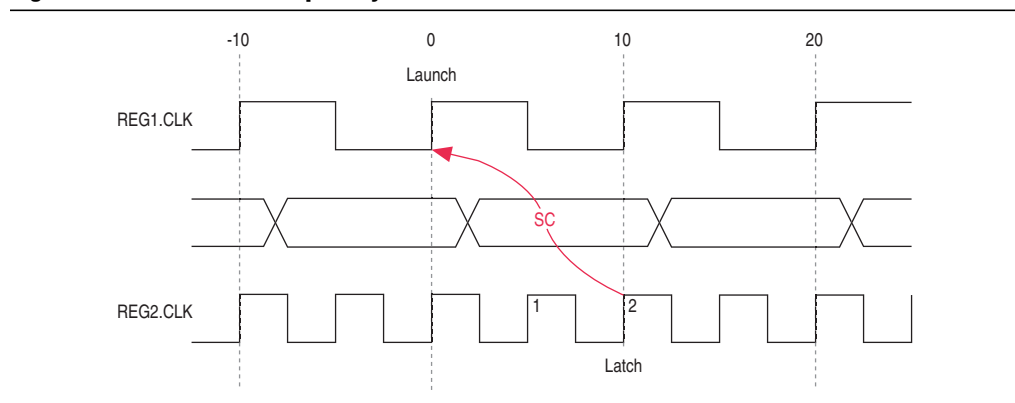 -10 0 10 20
Launch
REG1.CLK
SC
REG2.CLK
1 2
Latch